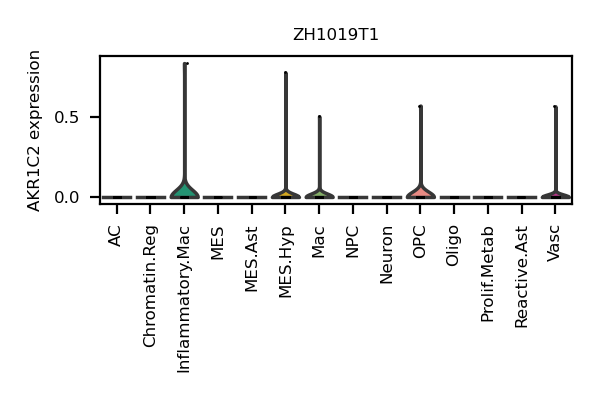 ZH1019T1
AKR1C2 expression
0.5
0.0
AC
Chromatin.Reg
Inflammatory.Mac
MES
MES.Ast
MES.Hyp
Mac
NPC
Neuron
OPC
Oligo
Prolif.Metab
Reactive.Ast
Vasc